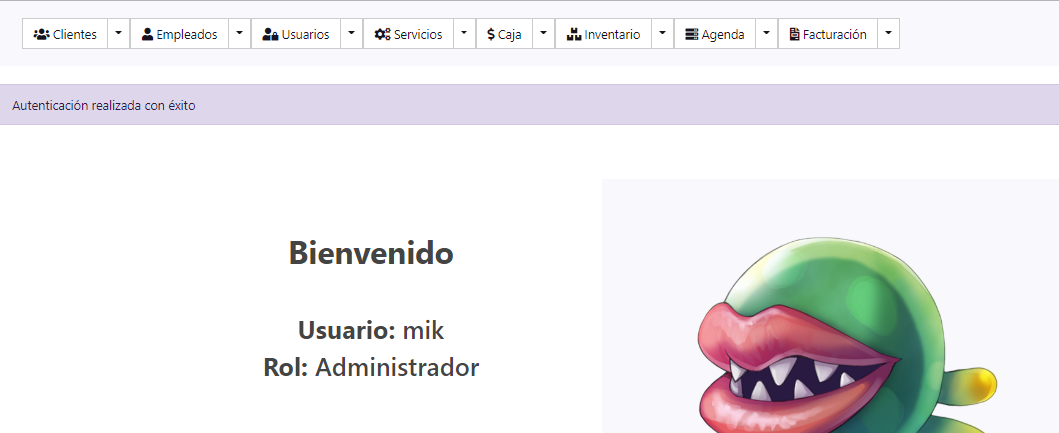 Clientes Empleados Usuarios Servicios Caja Inventario Agenda Facturación
Autenticación realizada con éxito
Bienvenido
Usuario: mik
Rol: Administrador